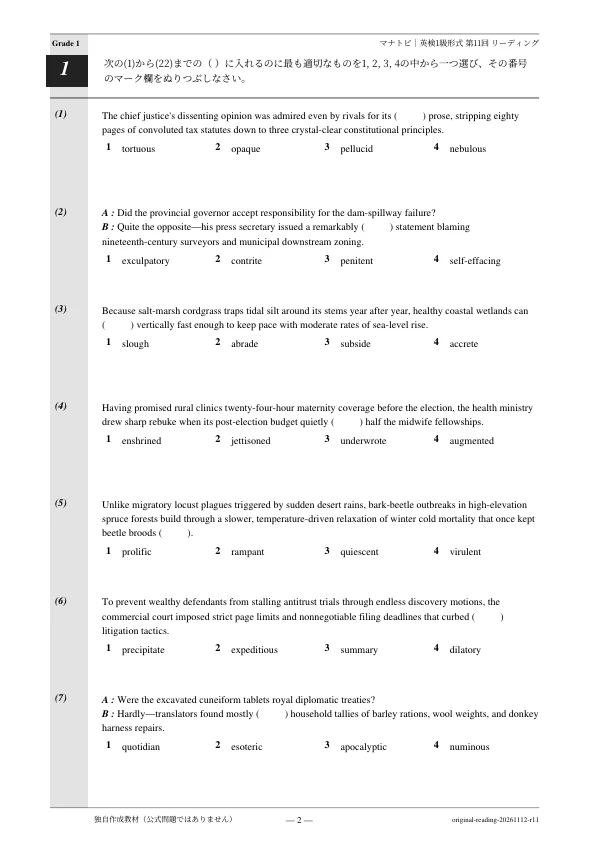 Grade 1
マナトビ｜英検1級形式 第11回 リーディング
1
次の(1)から(22)までの（ ）に入れるのに最も適切なものを1, 2, 3, 4の中から一つ選び、その番号
のマーク欄をぬりつぶしなさい。
(1)
The chief justice's dissenting opinion was admired even by rivals for its ( ) prose, stripping eighty
pages of convoluted tax statutes down to three crystal-clear constitutional principles.
1 tortuous 2 opaque 3 pellucid 4 nebulous
(2)
A : Did the provincial governor accept responsibility for the dam-spillway failure?
B : Quite the opposite—his press secretary issued a remarkably ( ) statement blaming
nineteenth-century surveyors and municipal downstream zoning.
1 exculpatory 2 contrite 3 penitent 4 self-effacing
(3)
Because salt-marsh cordgrass traps tidal silt around its stems year after year, healthy coastal wetlands can
( ) vertically fast enough to keep pace with moderate rates of sea-level rise.
1 slough 2 abrade 3 subside 4 accrete
(4)
Having promised rural clinics twenty-four-hour maternity coverage before the election, the health ministry
drew sharp rebuke when its post-election budget quietly ( ) half the midwife fellowships.
1 enshrined 2 jettisoned 3 underwrote 4 augmented
(5)
Unlike migratory locust plagues triggered by sudden desert rains, bark-beetle outbreaks in high-elevation
spruce forests build through a slower, temperature-driven relaxation of winter cold mortality that once kept
beetle broods ( ).
1 prolific 2 rampant 3 quiescent 4 virulent
(6)
To prevent wealthy defendants from stalling antitrust trials through endless discovery motions, the
commercial court imposed strict page limits and nonnegotiable filing deadlines that curbed ( )
litigation tactics.
1 precipitate 2 expeditious 3 summary 4 dilatory
(7)
A : Were the excavated cuneiform tablets royal diplomatic treaties?
B : Hardly—translators found mostly ( ) household tallies of barley rations, wool weights, and donkey
harness repairs.
1 quotidian 2 esoteric 3 apocalyptic 4 numinous
独自作成教材（公式問題ではありません）
— 2 —
original-reading-20261112-r11